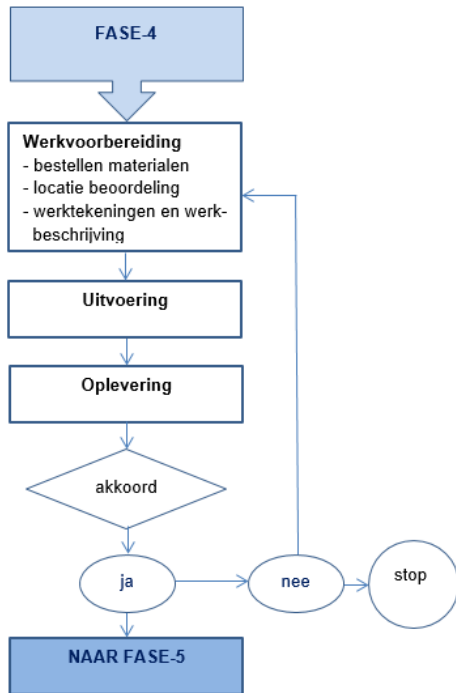 FASE-4
Werkvoorbereiding
- bestellen materialen
- locatie beoordeling
- werktekeningen en werk-
beschrijving
Uitvoering
Oplevering
akkoord
ja
nee
stop
NAAR FASE-5